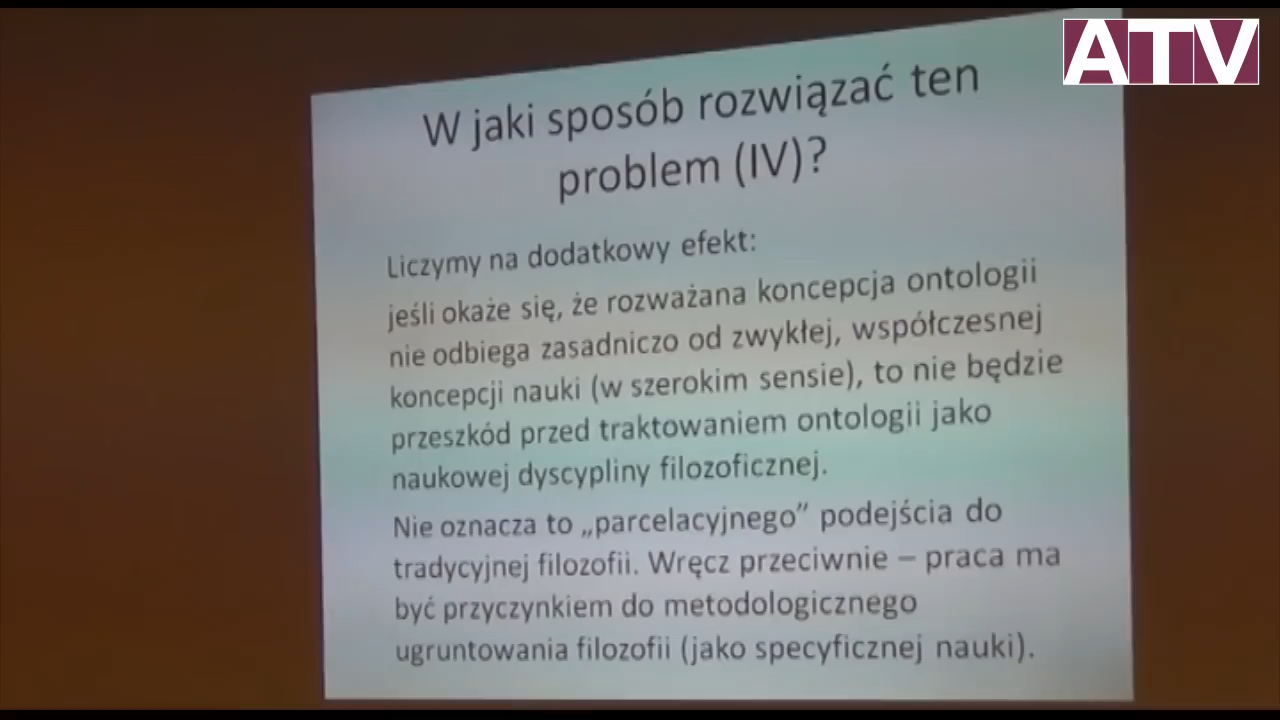 ATV
W jaki sposób rozwiązać ten
problem (IV)?
Liczymy na dodatkowy efekt:
jeśli okaże się, że rozważana koncepcja ontologii
nie odbiega zasadniczo od zwykłej, współczesnej
koncepcji nauki (w szerokim sensie), to nie będzie
przeszkód przed traktowaniem ontologii jako
naukowej dyscypliny filozoficznej.
Nie oznacza to „parcelacyjnego” podejścia do
tradycyjnej filozofii. Wręcz przeciwnie – praca ma
być przyczynkiem do metodologicznego
ugruntowania filozofii (jako specyficznej nauki).